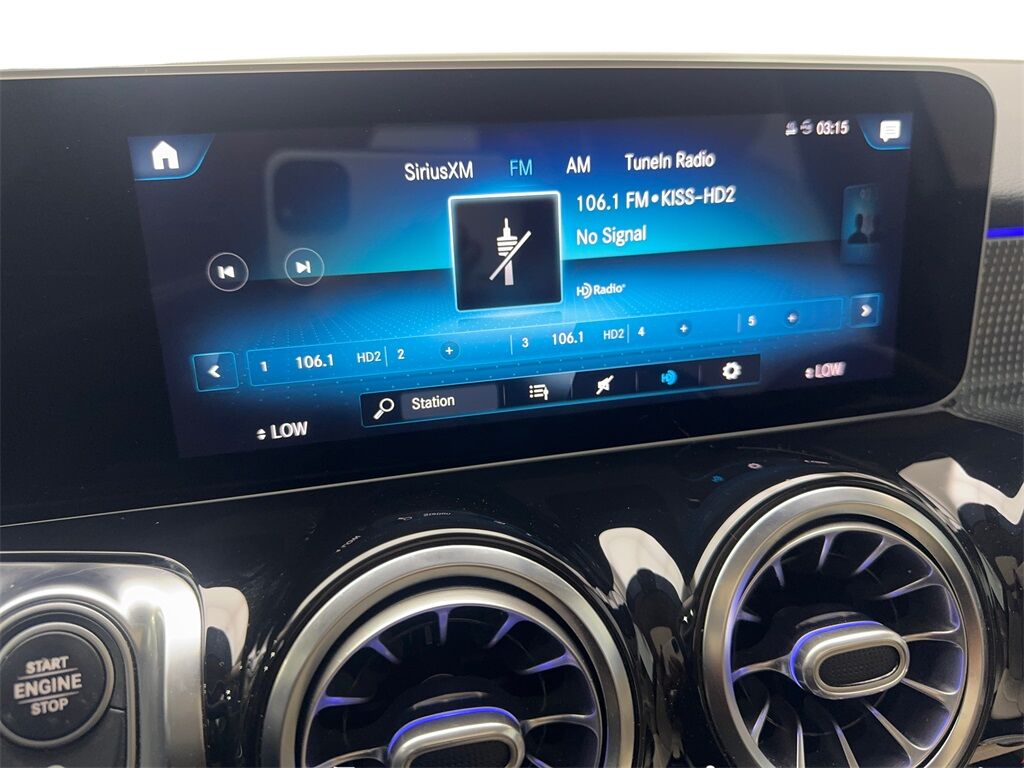 03:15
SiriusXM FM AM TuneIn Radio
106.1 FM•KISS-HD2
No Signal
HD Radio
1 106.1 HD2 2 + 3 106.1 HD2 4 + 5 +
Station
LOW LOW
START
ENGINE
STOP